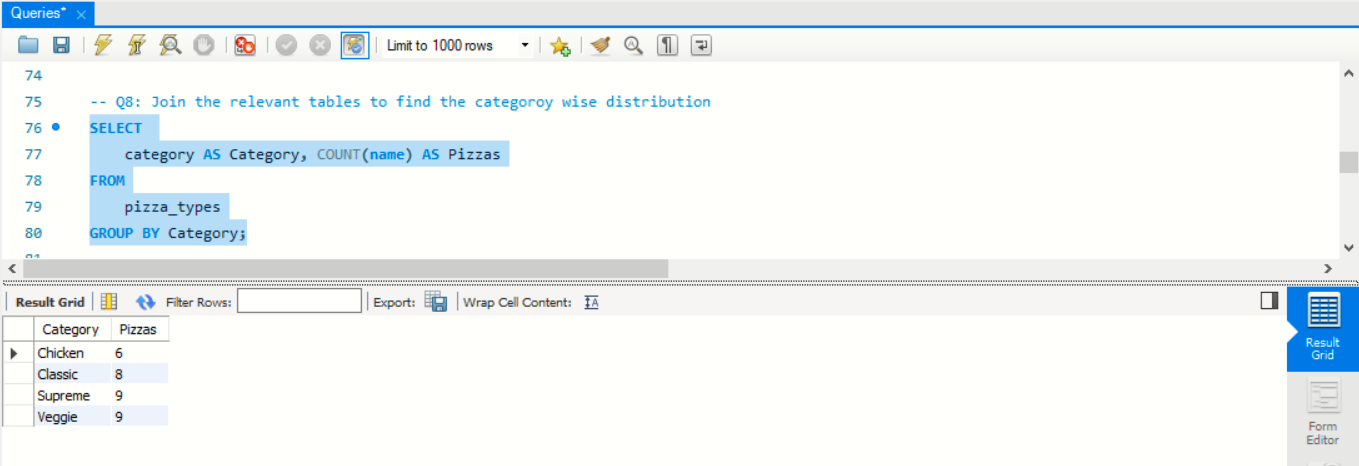 Queries*
Limit to 1000 rows
74
75 -- Q8: Join the relevant tables to find the categoroy wise distribution
76 SELECT
77 category AS Category, COUNT(name) AS Pizzas
78 FROM
79 pizza_types
80 GROUP BY Category;
81
Result Grid Filter Rows: Export: Wrap Cell Content:
Category Pizzas
Chicken 6
Classic 8
Supreme 9
Veggie 9
Result
Grid
Form
Editor